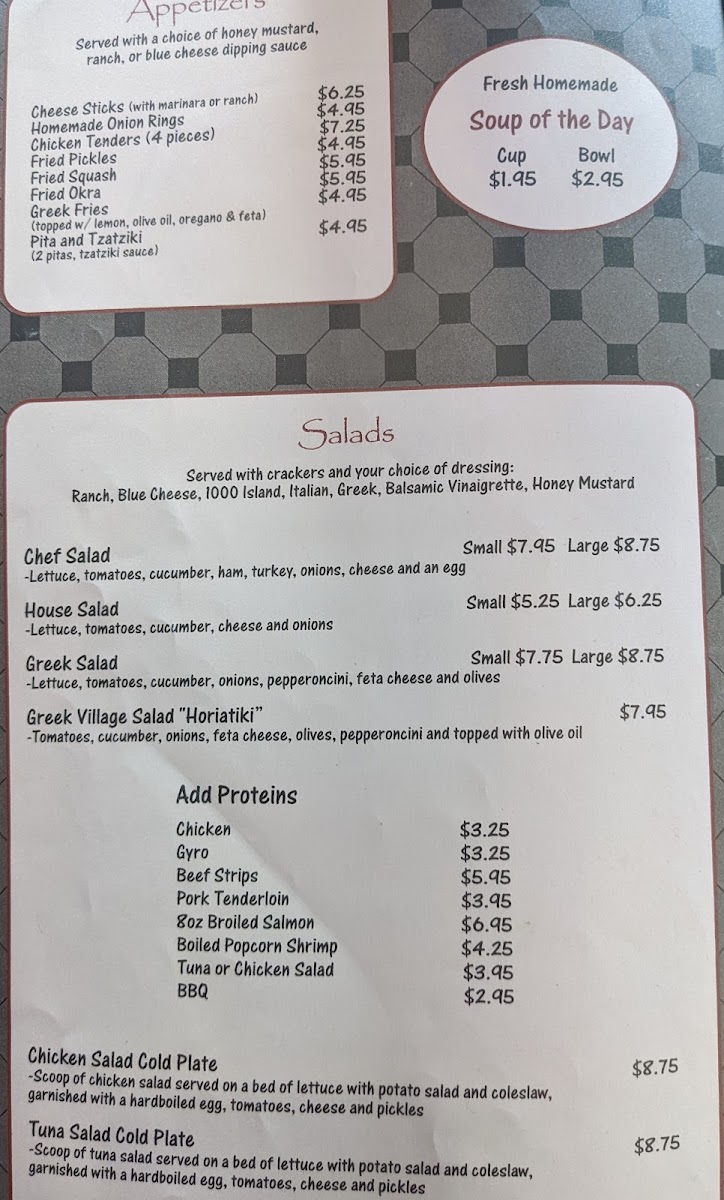 Appetizers
Served with a choice of honey mustard,
ranch, or blue cheese dipping sauce
Cheese Sticks (with marinara or ranch) $6.25
Homemade Onion Rings $4.95
Chicken Tenders (4 pieces) $7.25
Fried Pickles $4.95
Fried Squash $5.95
Fried Okra $5.95
Greek Fries $4.95
(topped w/ lemon, olive oil, oregano & feta)
Pita and Tzatziki $4.95
(2 pitas, tzatziki sauce)
Fresh Homemade
Soup of the Day
Cup Bowl
$1.95 $2.95
Salads
Served with crackers and your choice of dressing:
Ranch, Blue Cheese, 1000 Island, Italian, Greek, Balsamic Vinaigrette, Honey Mustard
Chef Salad Small $7.95 Large $8.75
-Lettuce, tomatoes, cucumber, ham, turkey, onions, cheese and an egg
House Salad Small $5.25 Large $6.25
-Lettuce, tomatoes, cucumber, cheese and onions
Greek Salad Small $7.75 Large $8.75
-Lettuce, tomatoes, cucumber, onions, pepperoncini, feta cheese and olives
Greek Village Salad "Horiatiki" $7.95
-Tomatoes, cucumber, onions, feta cheese, olives, pepperoncini and topped with olive oil
Add Proteins
Chicken $3.25
Gyro $3.25
Beef Strips $5.95
Pork Tenderloin $3.95
8oz Broiled Salmon $6.95
Boiled Popcorn Shrimp $4.25
Tuna or Chicken Salad $3.95
BBQ $2.95
Chicken Salad Cold Plate $8.75
-Scoop of chicken salad served on a bed of lettuce with potato salad and coleslaw,
garnished with a hardboiled egg, tomatoes, cheese and pickles
Tuna Salad Cold Plate $8.75
-Scoop of tuna salad served on a bed of lettuce with potato salad and coleslaw,
garnished with a hardboiled egg, tomatoes, cheese and pickles